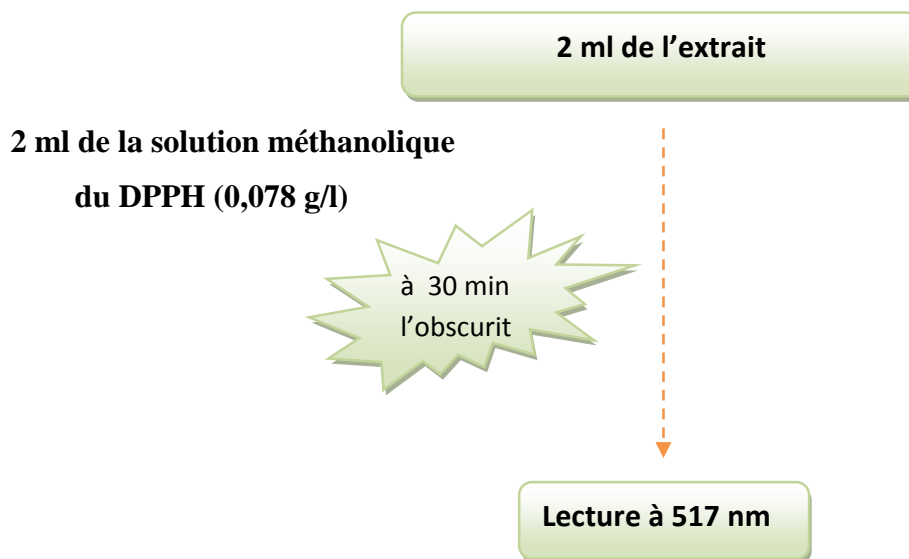 2 ml de l’extrait
2 ml de la solution méthanolique
du DPPH (0,078 g/l)
à 30 min
l’obscurit
Lecture à 517 nm